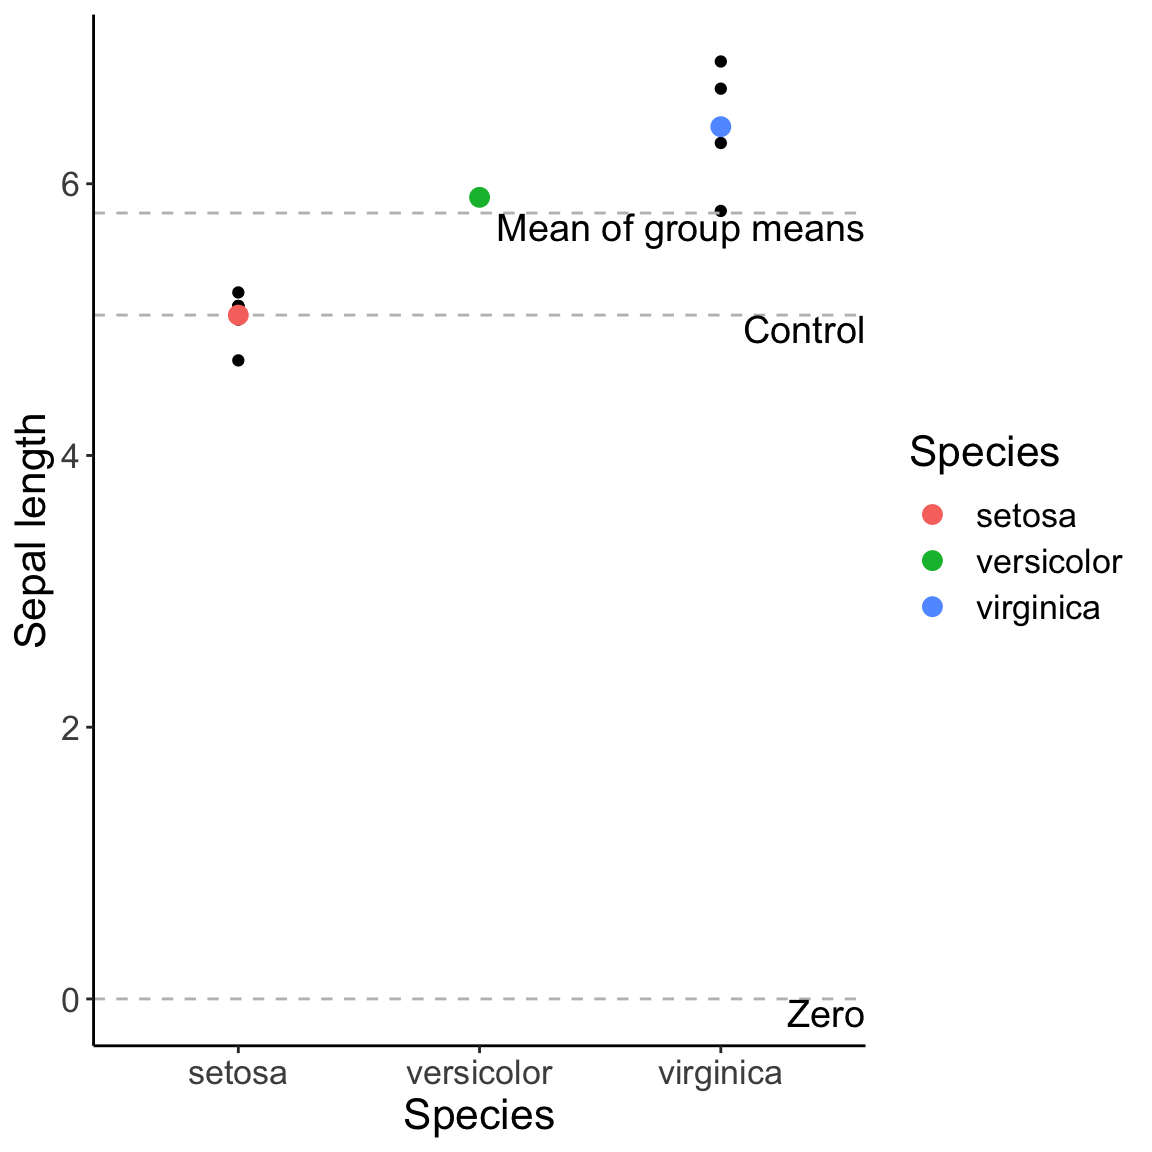 6
4
2
0
Sepal length
Mean of group means
Control
Zero
setosa
versicolor
virginica
Species
Species
setosa
versicolor
virginica